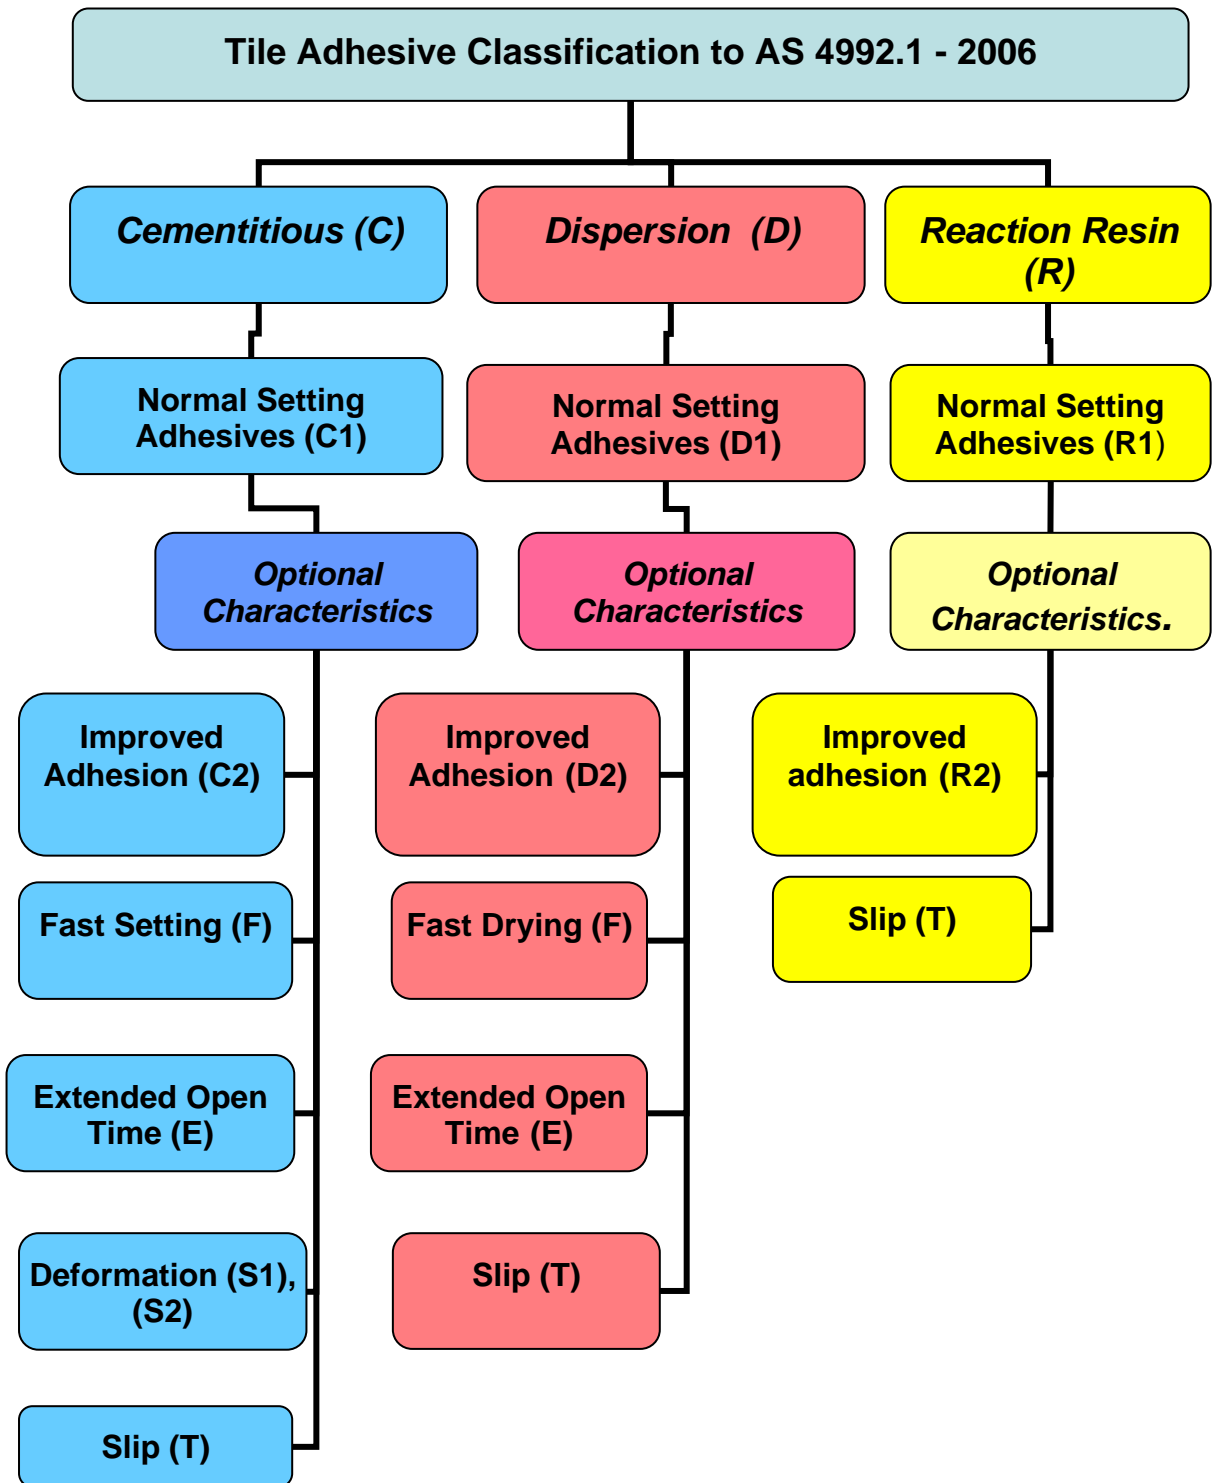 Tile Adhesive Classification to AS 4992.1 - 2006
Cementitious (C)
Dispersion (D)
Reaction Resin
(R)
Normal Setting
Adhesives (C1)
Normal Setting
Adhesives (D1)
Normal Setting
Adhesives (R1)
Optional
Characteristics
Optional
Characteristics
Optional
Characteristics.
Improved
Adhesion (C2)
Improved
Adhesion (D2)
Improved
adhesion (R2)
Fast Setting (F)
Fast Drying (F)
Slip (T)
Extended Open
Time (E)
Extended Open
Time (E)
Deformation (S1),
(S2)
Slip (T)
Slip (T)